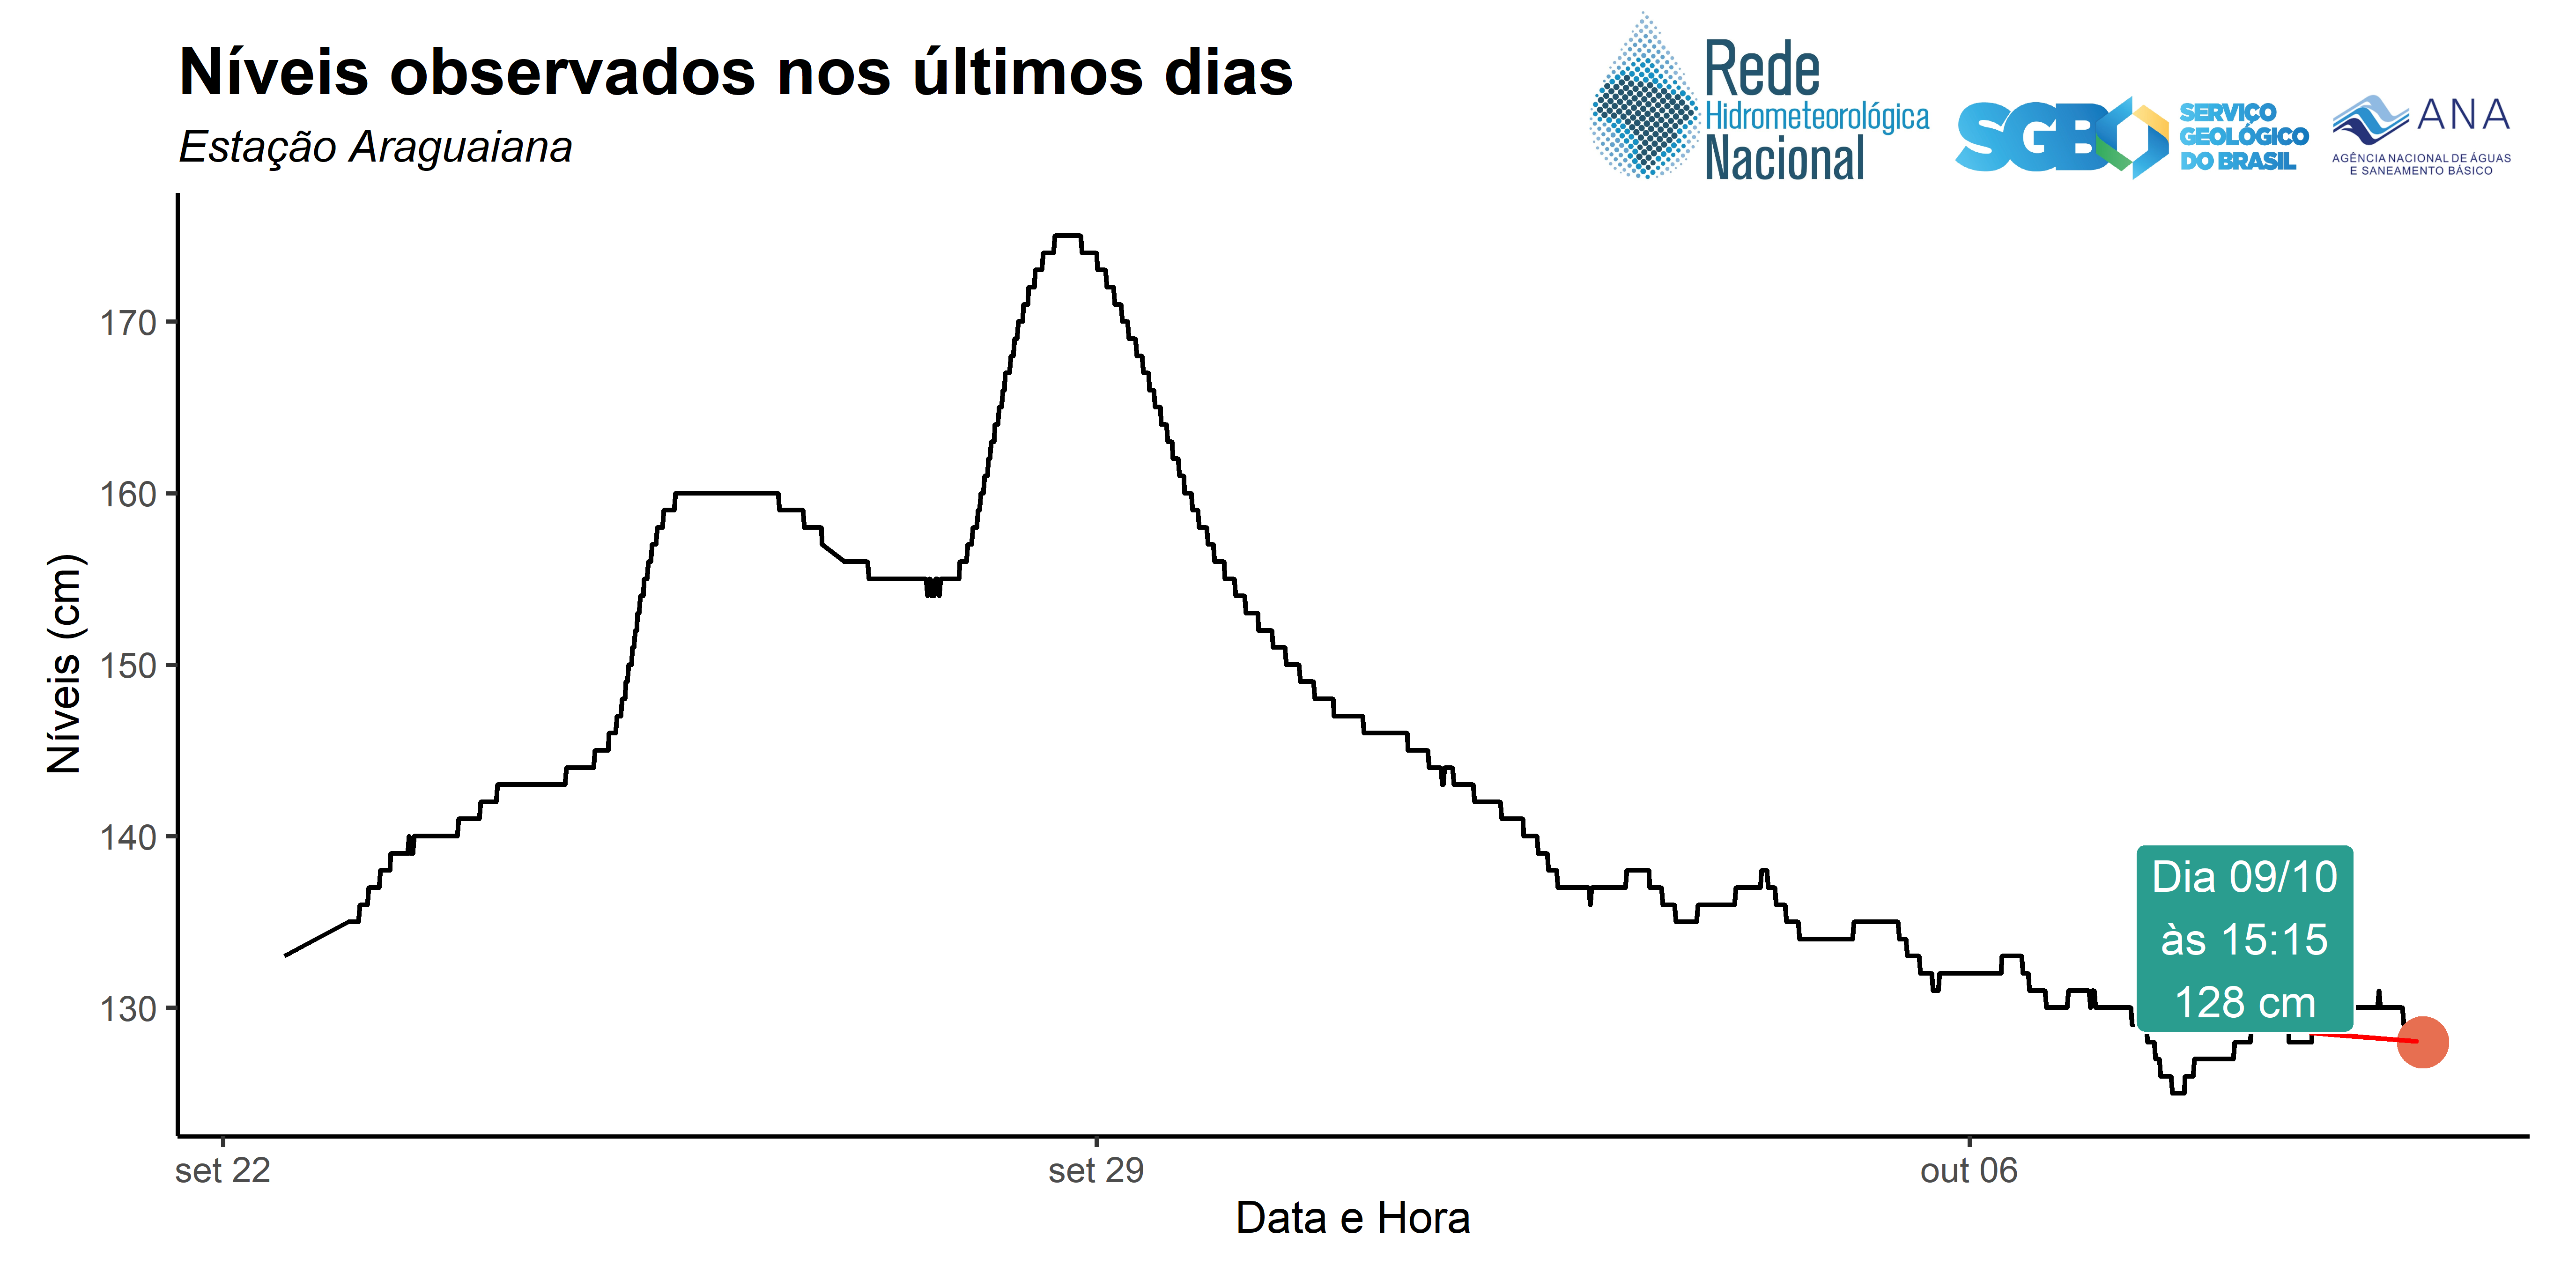 Níveis observados nos últimos dias
Estação Araguaiana
Rede
Hidrometeorológica
Nacional
SGB
SERVIÇO
GEOLÓGICO
DO BRASIL
ANA
AGÊNCIA NACIONAL DE ÁGUAS
E SANEAMENTO BÁSICO
Níveis (cm)
170
160
150
140
130
Dia 09/10
às 15:15
128 cm
set 22
set 29
out 06
Data e Hora